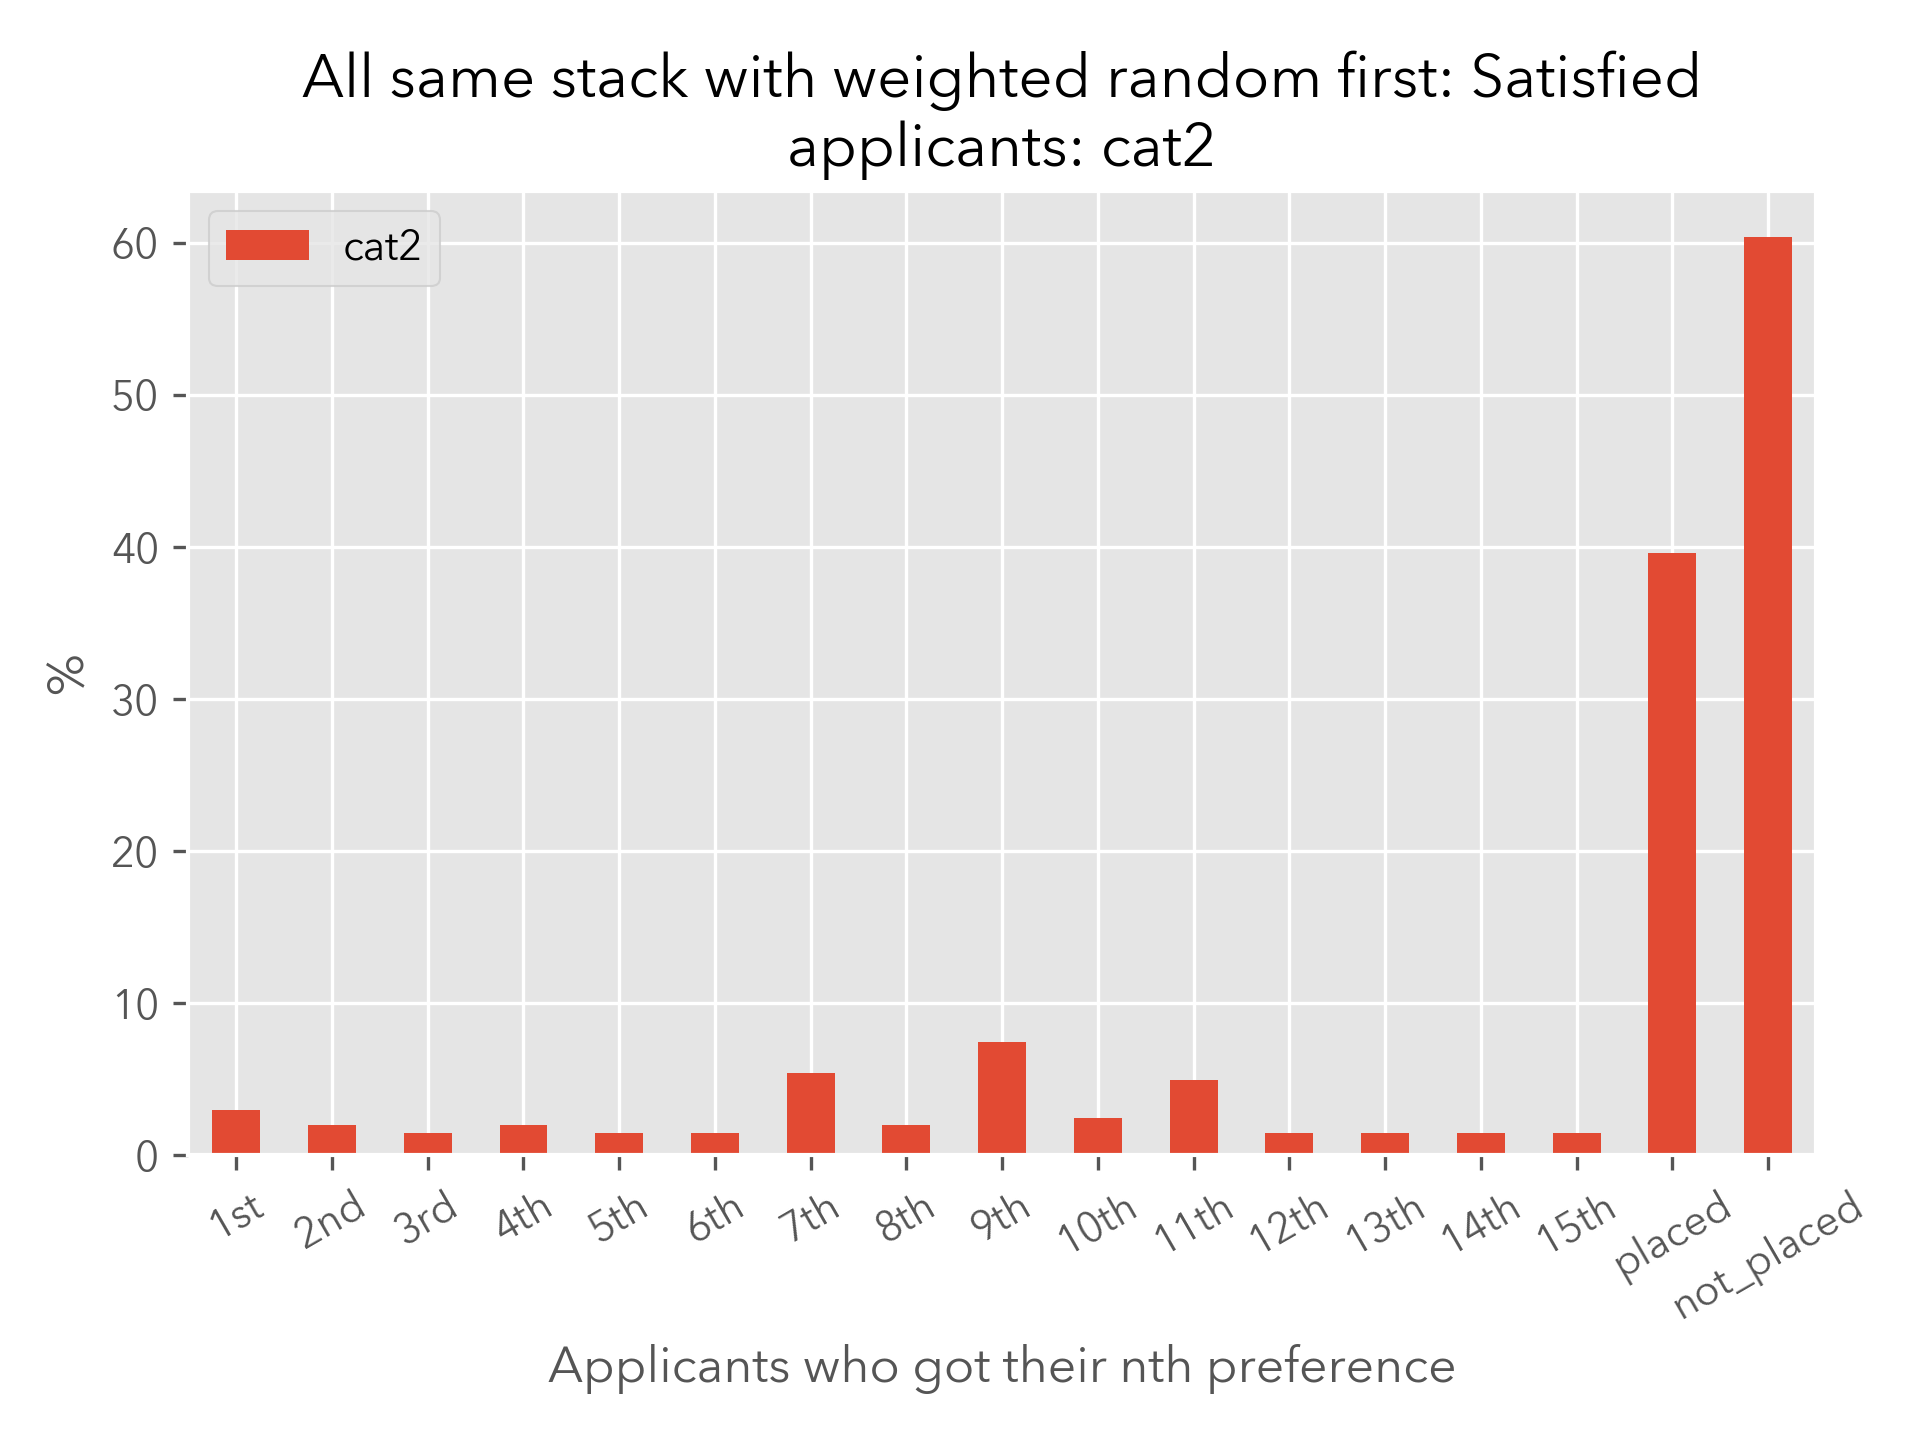 All same stack with weighted random first: Satisfied
applicants: cat2
cat2
60
50
40
30
20
10
0
%
1st
2nd
3rd
4th
5th
6th
7th
8th
9th
10th
11th
12th
13th
14th
15th
placed
not_placed
Applicants who got their nth preference